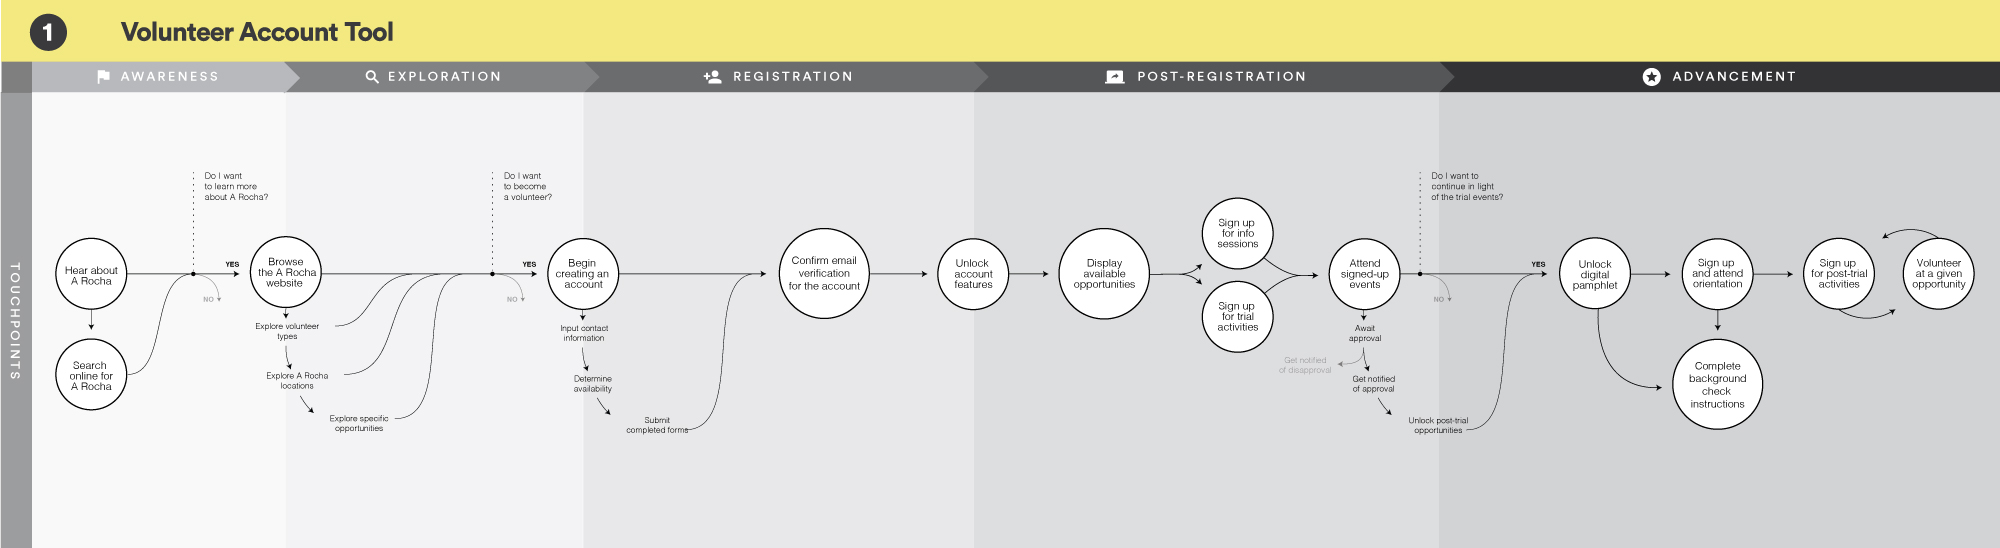 1
Volunteer Account Tool
AWARENESS
EXPLORATION
REGISTRATION
POST-REGISTRATION
ADVANCEMENT
TOUCHPOINTS
Hear about
A Rocha
Search
online for
A Rocha
Do I want
to learn more
about A Rocha?
YES
NO
Browse
the A Rocha
website
Explore volunteer
types
Explore A Rocha
locations
Explore specific
opportunities
Do I want
to become
a volunteer?
YES
NO
Begin
creating an
account
Input contact
information
Determine
availability
Submit
completed forms
Confirm email
verification
for the account
Unlock
account
features
Display
available
opportunities
Sign up
for info
sessions
Sign up
for trial
activities
Attend
signed-up
events
Await
approval
Get notified
of disapproval
Get notified
of approval
Unlock post-trial
opportunities
Do I want to
continue in light
of the trial events?
YES
NO
Unlock
digital
pamphlet
Sign up
and attend
orientation
Complete
background
check
instructions
Sign up
for post-trial
activities
Volunteer
at a given
opportunity